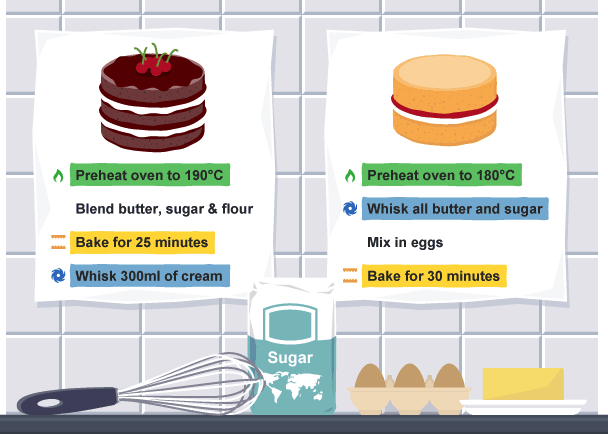 Preheat oven to 190°C
Blend butter, sugar & flour
Bake for 25 minutes
Whisk 300ml of cream
Preheat oven to 180°C
Whisk all butter and sugar
Mix in eggs
Bake for 30 minutes
Sugar